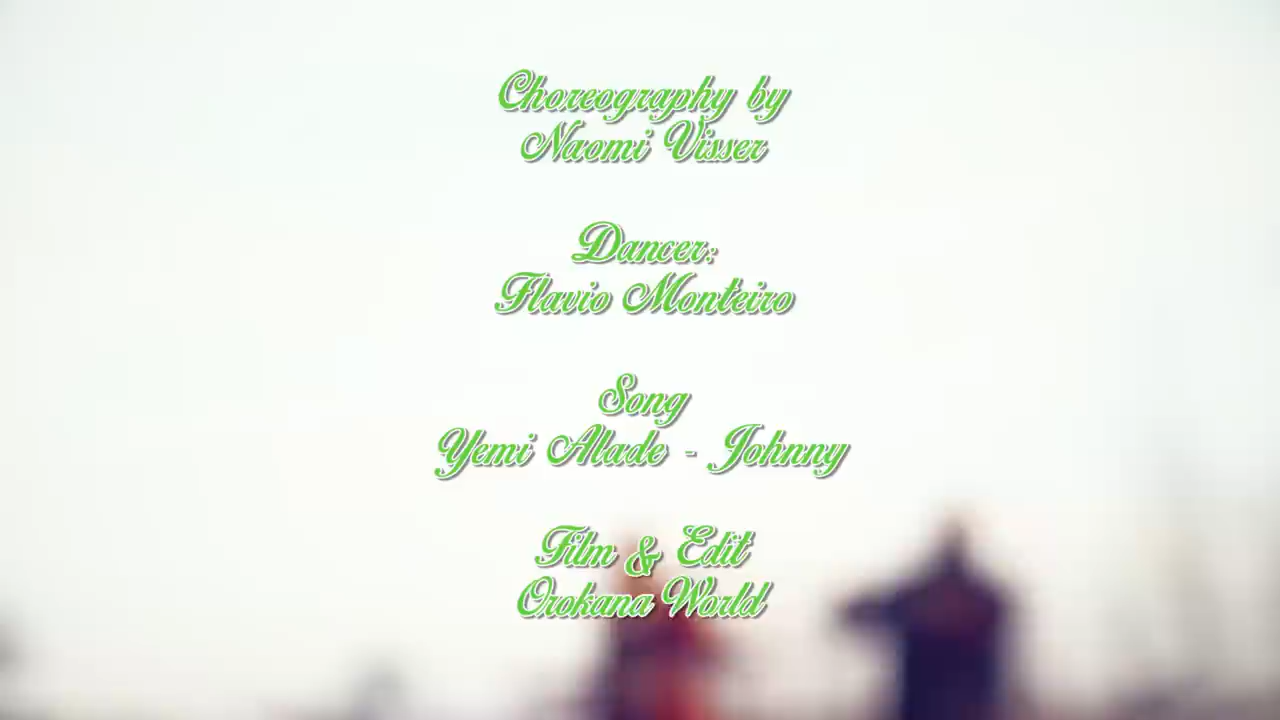 Choreography by
Naomi Visser
Dancer:
Flavio Monteiro
Song
Yemi Alade - Johnny
Film & Edit
Orokana World